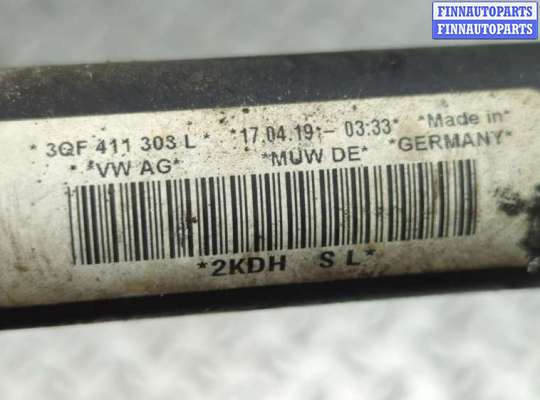 FINNAUTOPARTS
FINNAUTOPARTS
* 3QF 411 303 L * *17.04.19 - 03:33* *Made in*
*VW AG* *MUW DE* *GERMANY*
*2KDH S L*